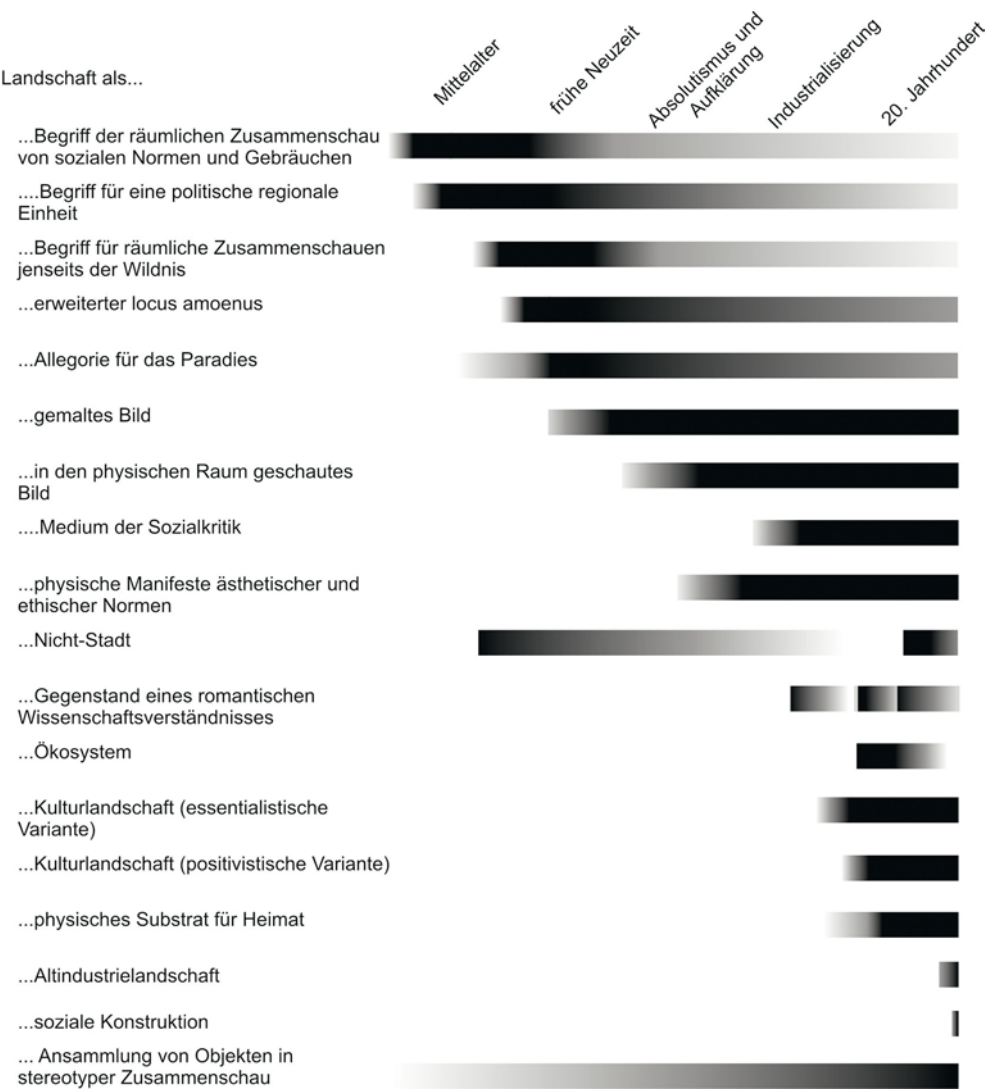 Landschaft als...
Mittelalter
frühe Neuzeit
Absolutismus und
Aufklärung
Industrialisierung
20. Jahrhundert
...Begriff der räumlichen Zusammenschau
von sozialen Normen und Gebräuchen
....Begriff für eine politische regionale
Einheit
...Begriff für räumliche Zusammenschauen
jenseits der Wildnis
...erweiterter locus amoenus
...Allegorie für das Paradies
...gemaltes Bild
...in den physischen Raum geschautes
Bild
....Medium der Sozialkritik
...physische Manifeste ästhetischer und
ethischer Normen
...Nicht-Stadt
...Gegenstand eines romantischen
Wissenschaftsverständnisses
...Ökosystem
...Kulturlandschaft (essentialistische
Variante)
...Kulturlandschaft (positivistische Variante)
...physisches Substrat für Heimat
...Altindustrielandschaft
...soziale Konstruktion
... Ansammlung von Objekten in
stereotyper Zusammenschau